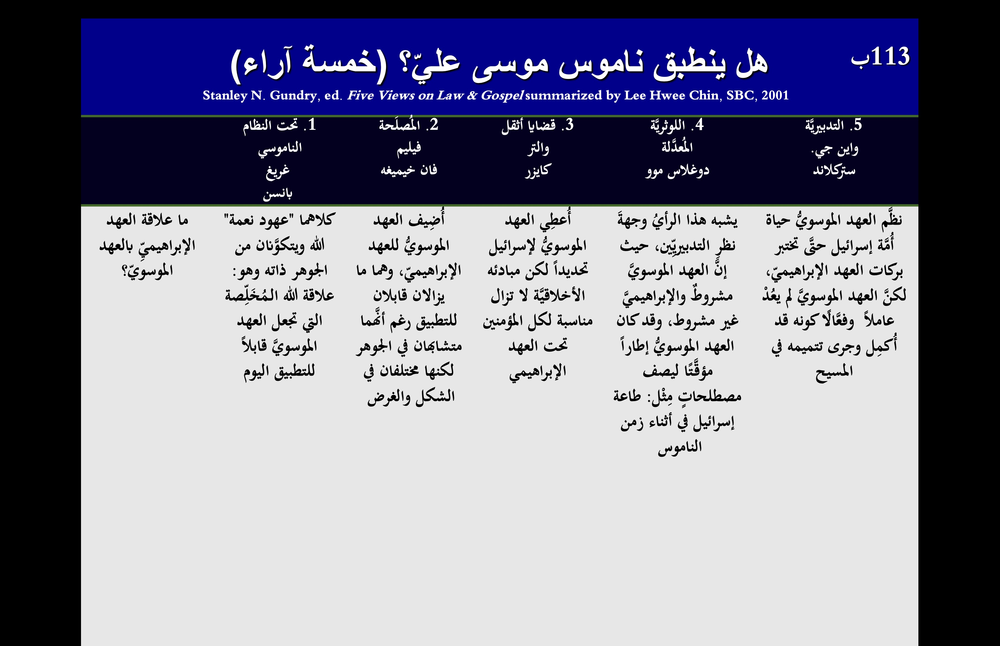 113ب
هل ينطبق ناموس موسى عليّ؟ (خمسة آراء)
Stanley N. Gundry, ed. Five Views on Law & Gospel summarized by Lee Hwee Chin, SBC, 2001
5. التدبيريَّة
واين جي.
ستركلاند
4. اللوثريَّة
المُعدَّلة
دوغلاس موو
3. قضايا أثقل
والتر
كايزر
2. المُصلَحة
فيليم
فان خيميغه
1. تحت النظام
الناموسي
غريغ
بانسن
نظَّم العهد الموسويُّ حياة
أُمَّة إسرائيل حتَّى تختبر
بركات العهد الإبراهيميّ،
لكنَّ العهد الموسويَّ لم يعُدْ
عاملاً وفعَّالًا كونه قد
أُكمِل وجرى تتميمه في
المسيح
يشبه هذا الرأيُ وجهةَ
نظرِ التدبيريِّين، حيث
إنَّ العهد الموسويَّ
مشروطٌ والإبراهيميَّ
غير مشروط، وقد كان
العهد الموسويُّ إطاراً
مؤقَّتًا ليصف
مصطلحاتٍ مِثْل: طاعة
إسرائيل في أثناء زمن
الناموس
أُعطِي العهد
الموسويُّ لإسرائيل
تحديداً لكن مبادئه
الأخلاقيَّة لا تزال
مناسبة لكل المؤمنين
تحت العهد
الإبراهيمي
أُضِيف العهد
الموسويُّ للعهد
الإبراهيميّ، وهما ما
يزالان قابلان
للتطبيق رغم أنَّهما
متشابهان في الجوهر
لكنها مختلفان في
الشكل والغرض
كلاهما "عهود نعمة"
الله ويتكوَّنان من
الجوهر ذاته وهو:
علاقة الله المُخَلِّصة
التي تجعل العهد
الموسويَّ قابلاً
للتطبيق اليوم
ما علاقة العهد
الإبراهيميِّ بالعهد
الموسويّ؟